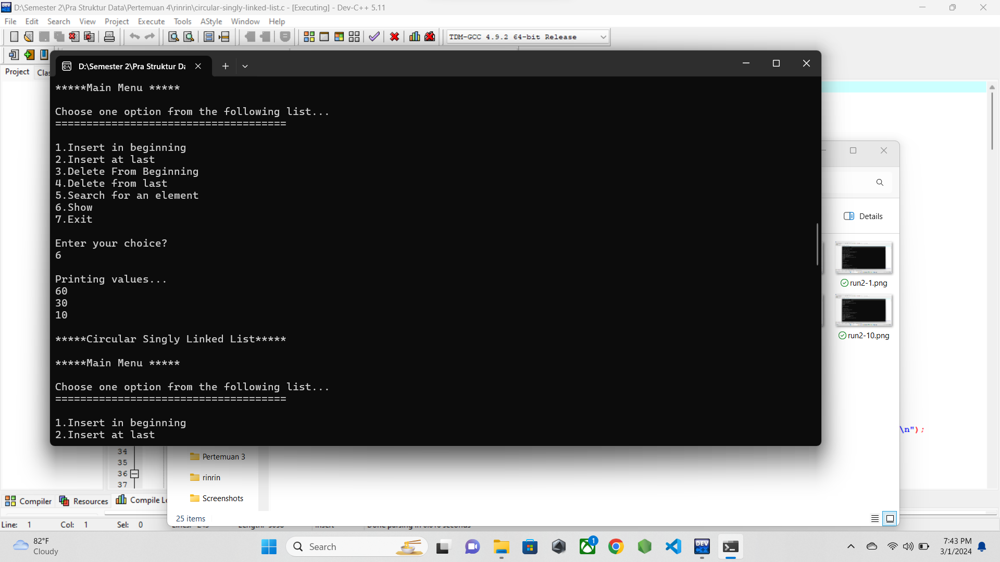 D:\Semester 2\Pra Struktur Data\Pertemuan 4\rinrin\circular-singly-linked-list.c - [Executing] - Dev-C++ 5.11
File Edit Search View Project Execute Tools AStyle Window Help
TDM-GCC 4.9.2 64-bit Release
Project
D:\Semester 2\Pra Struktur Da
*****Main Menu *****
Choose one option from the following list...
=====================================
1.Insert in beginning
2.Insert at last
3.Delete From Beginning
4.Delete from last
5.Search for an element
6.Show
7.Exit
Enter your choice?
6
Printing values...
60
30
10
*****Circular Singly Linked List*****
*****Main Menu *****
Choose one option from the following list...
=====================================
1.Insert in beginning
2.Insert at last
Details
run2-1.png
run2-10.png
\n");
34
35
36
37
Pertemuan 3
rinrin
Screenshots
25 items
Compiler Resources Compile Lo
Line: 1 Col: 1 Sel: 0
82°F
Cloudy
Search
1
DEV C++
7:43 PM
3/1/2024